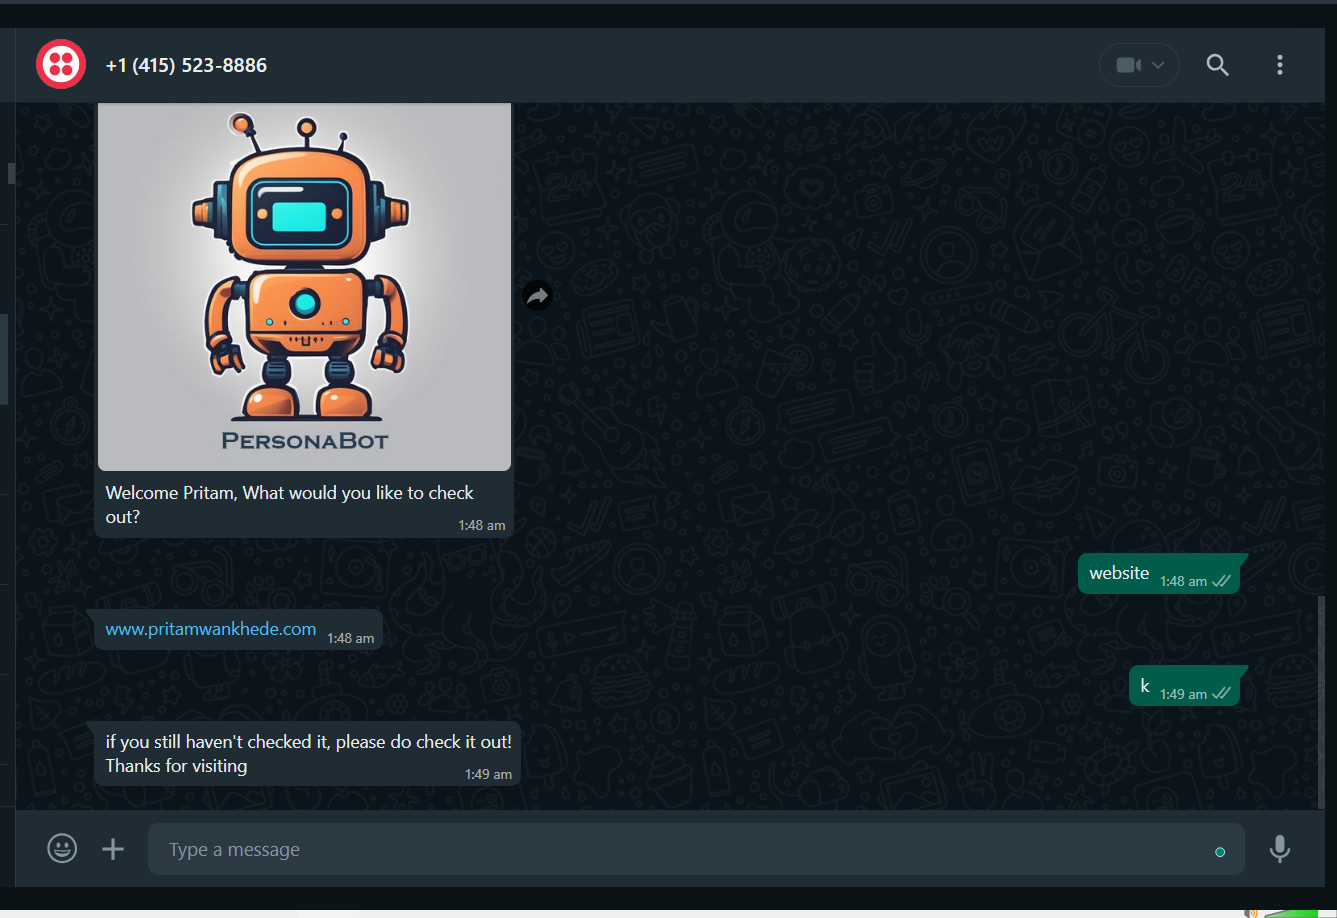 +1 (415) 523-8886
PERSONABOT
Welcome Pritam, What would you like to check
out?
1:48 am
website 1:48 am
www.pritamwankhede.com 1:48 am
k 1:49 am
if you still haven't checked it, please do check it out!
Thanks for visiting
1:49 am
Type a message